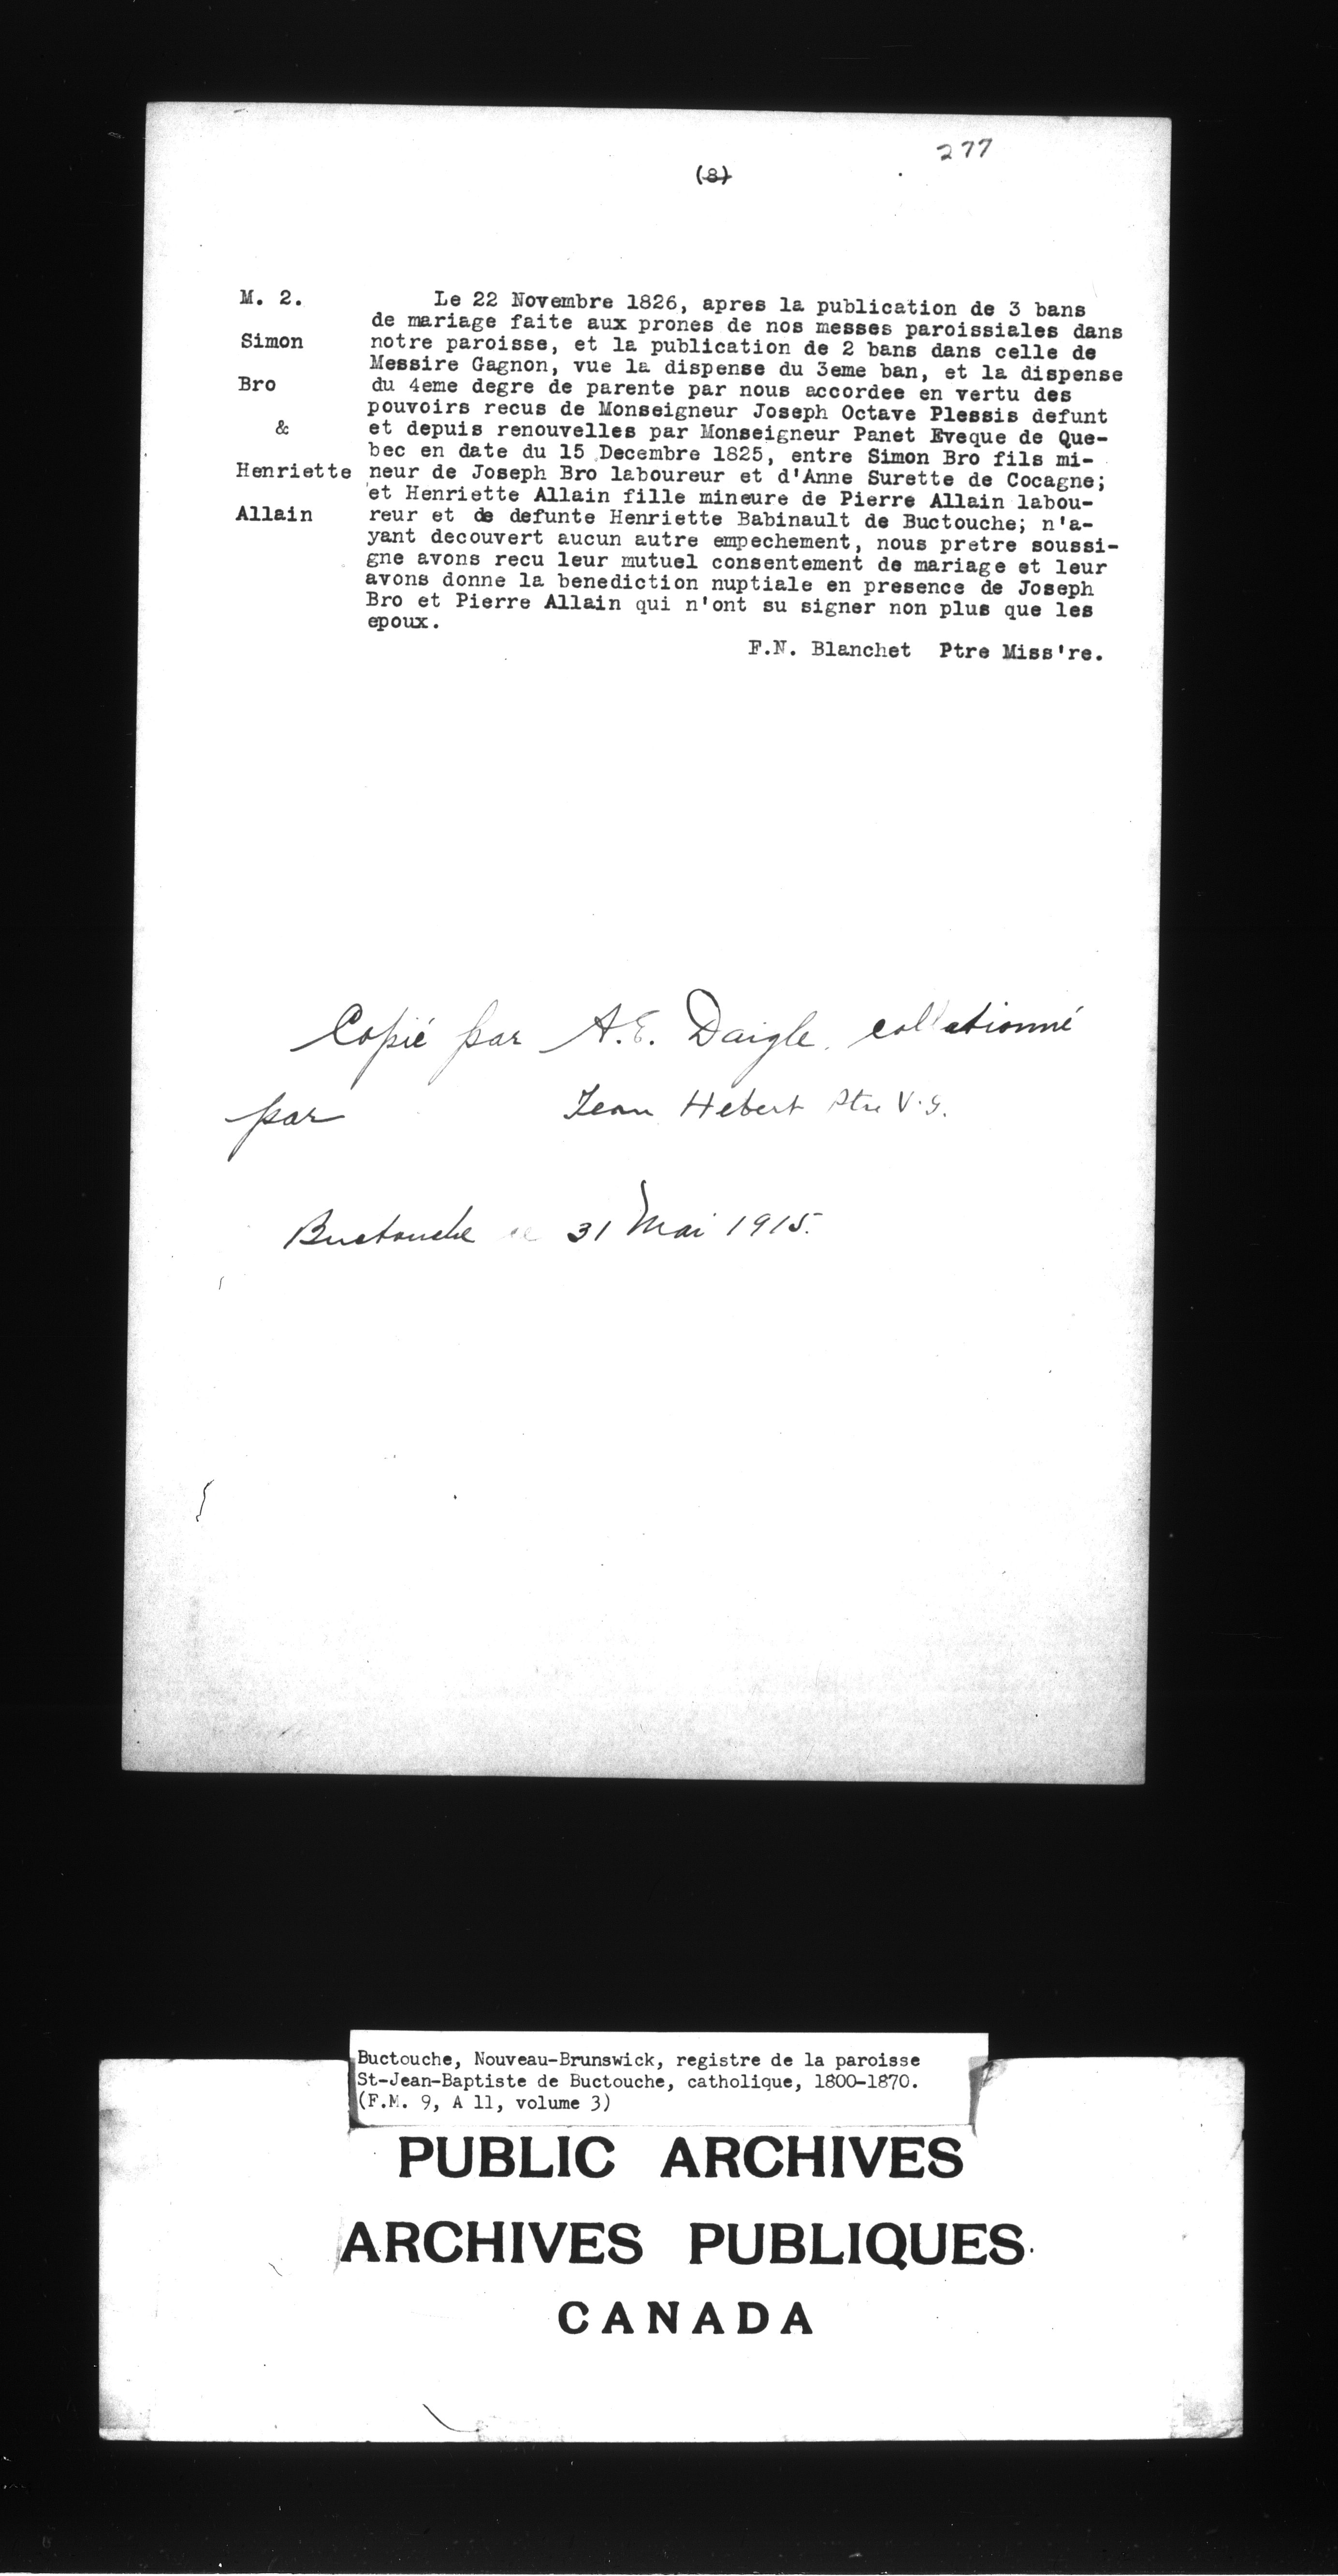 277
(8)
M. 2.
Simon
Bro
&
Henriette
Allain
Le 22 Novembre 1826, apres la publication de 3 bans
de mariage faite aux prones de nos messes paroissiales dans
notre paroisse, et la publication de 2 bans dans celle de
Messire Gagnon, vue la dispense du 3eme ban, et la dispense
du 4eme degre de parente par nous accordee en vertu des
pouvoirs recus de Monseigneur Joseph Octave Plessis defunt
et depuis renouvelles par Monseigneur Panet Eveque de Que-
bec en date du 15 Decembre 1825, entre Simon Bro fils mi-
neur de Joseph Bro laboureur et d'Anne Surette de Cocagne;
et Henriette Allain fille mineure de Pierre Allain labou-
reur et de defunte Henriette Babinault de Buctouche; n'a-
yant decouvert aucun autre empechement, nous pretre soussi-
gne avons recu leur mutuel consentement de mariage et leur
avons donne la benediction nuptiale en presence de Joseph
Bro et Pierre Allain qui n'ont su signer non plus que les
epoux.
F.N. Blanchet Ptre Miss're.
Copié par A.E. Daigle, collationné
par Jean Hebert Ptre V.G.
Buctouche le 31 Mai 1915.
Buctouche, Nouveau-Brunswick, registre de la paroisse
St-Jean-Baptiste de Buctouche, catholique, 1800-1870.
(F.M. 9, A 11, volume 3)
PUBLIC ARCHIVES
ARCHIVES PUBLIQUES
CANADA